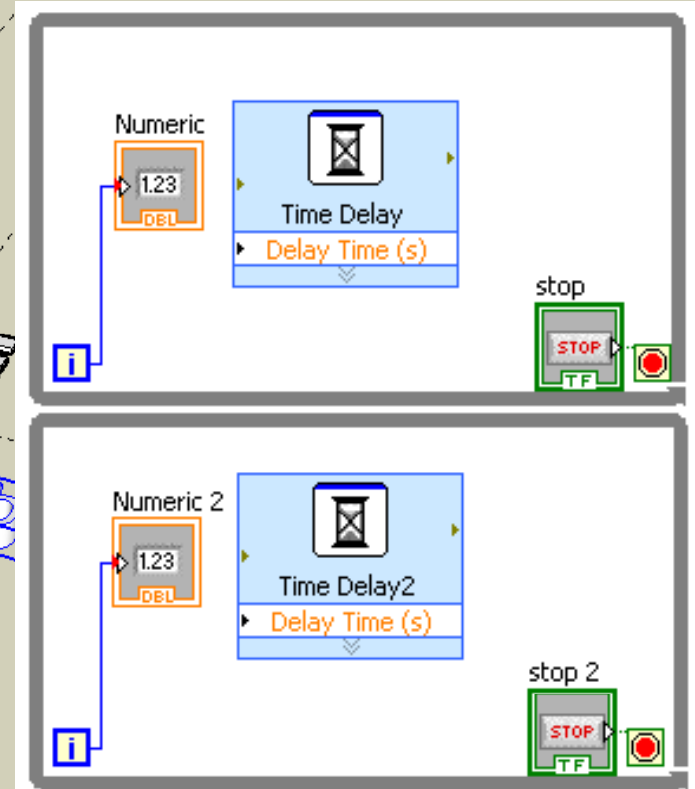 Numeric
1.23
DBL
Time Delay
Delay Time (s)
stop
STOP
TF
i
Numeric 2
1.23
DBL
Time Delay2
Delay Time (s)
stop 2
STOP
TF
i